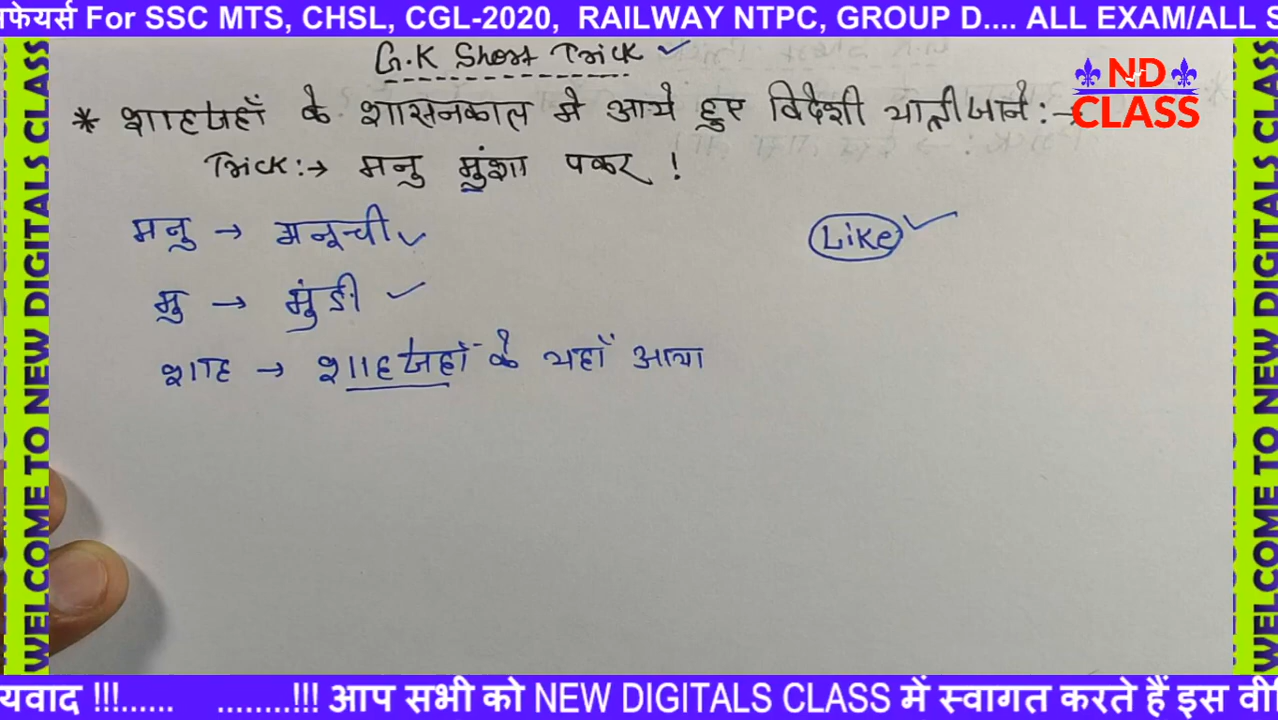 फेयर्स For SSC MTS, CHSL, CGL-2020, RAILWAY NTPC, GROUP D.... ALL EXAM/ALL S
G.K Short Trick
ND
CLASS
* शाहजहाँ के शासनकाल मे आये हुए विदेशी यात्री जाने :→
Trick :→ मनु मुंशा पकर !
मनु → मनूची
Like
मु → मुंडी
शाह → शाहजहाँ के यहाँ आया
WELCOME TO NEW DIGITALS CLASS
WELCOME TO NEW DIGITALS CLASS
यवाद !!!...... ........!!! आप सभी को NEW DIGITALS CLASS में स्वागत करते हैं इस